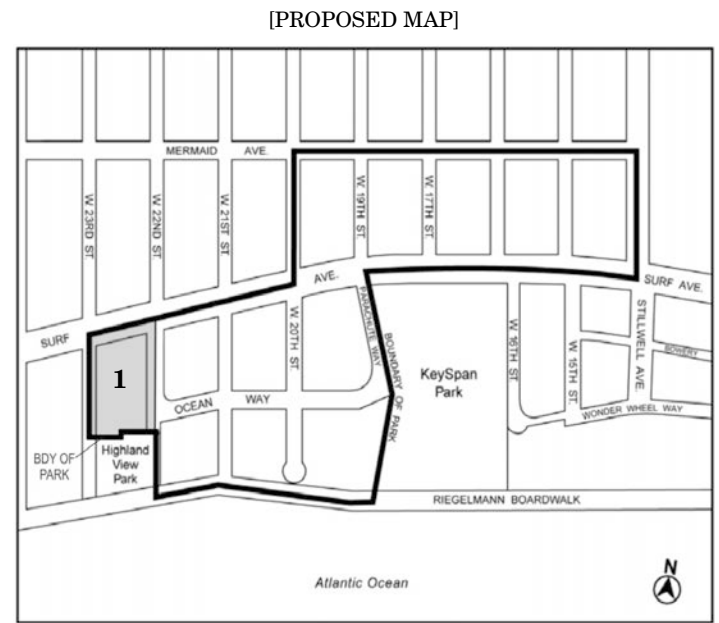 [PROPOSED MAP]
MERMAID AVE.
W. 23RD ST.
W. 22ND ST.
W. 21ST ST.
W. 19TH ST.
W. 17TH ST.
SURF AVE.
SURF AVE.
W. 20TH ST.
PARACHUTE WAY
BOUNDARY OF PARK
KeySpan
Park
W. 16TH ST.
W. 15TH ST.
STILLWELL AVE.
BOWERY
WONDER WHEEL WAY
1
OCEAN WAY
BDY OF
PARK
Highland
View
Park
RIEGELMANN BOARDWALK
Atlantic Ocean
N